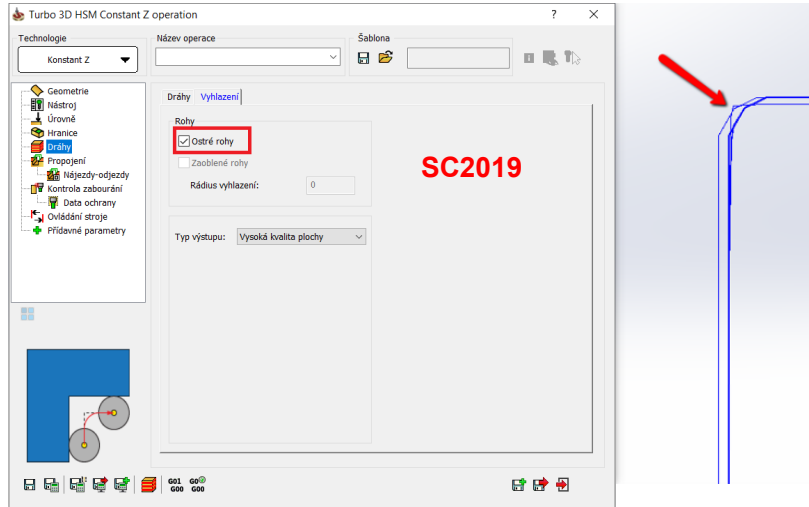 Turbo 3D HSM Constant Z operation ? ×
Technologie Název operace Šablona
Konstant Z
Geometrie
Nástroj
Úrovně
Hranice
Dráhy
Propojení
Nájezdy-odjezdy
Kontrola zabourání
Data ochrany
Ovládání stroje
Přídavné parametry
Dráhy Vyhlazení
Rohy
Ostré rohy
Zaoblené rohy
Rádius vyhlazení: 0
SC2019
Typ výstupu: Vysoká kvalita plochy
G01 G0
G00 G00